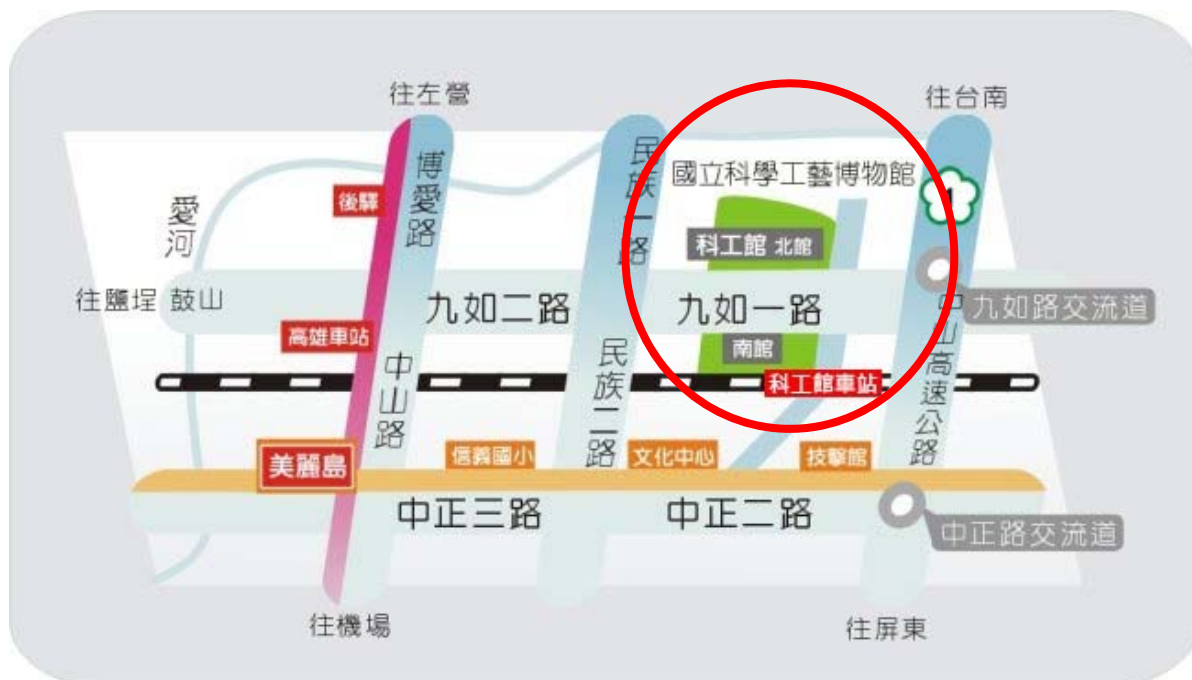 往左營
往台南
博愛路
民族一路
國立科學工藝博物館
1
後驛
愛河
科工館 北館
往鹽埕 鼓山
九如二路
九如一路
九如路交流道
高雄車站
中山路
民族二路
南館
中山高速公路
科工館車站
美麗島
信義國小
文化中心
技擊館
中正三路
中正二路
中正路交流道
往機場
往屏東